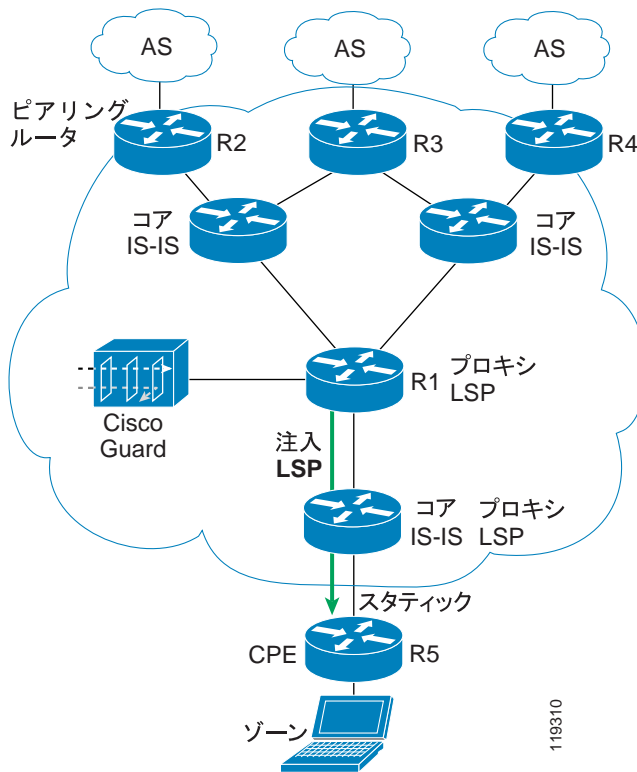 AS
AS
AS
ピアリング
ルータ
R2
R3
R4
コア
IS-IS
コア
IS-IS
R1
プロキシ
LSP
Cisco
Guard
注入
LSP
コア
IS-IS
プロキシ
LSP
スタティック
CPE
R5
ゾーン
119310